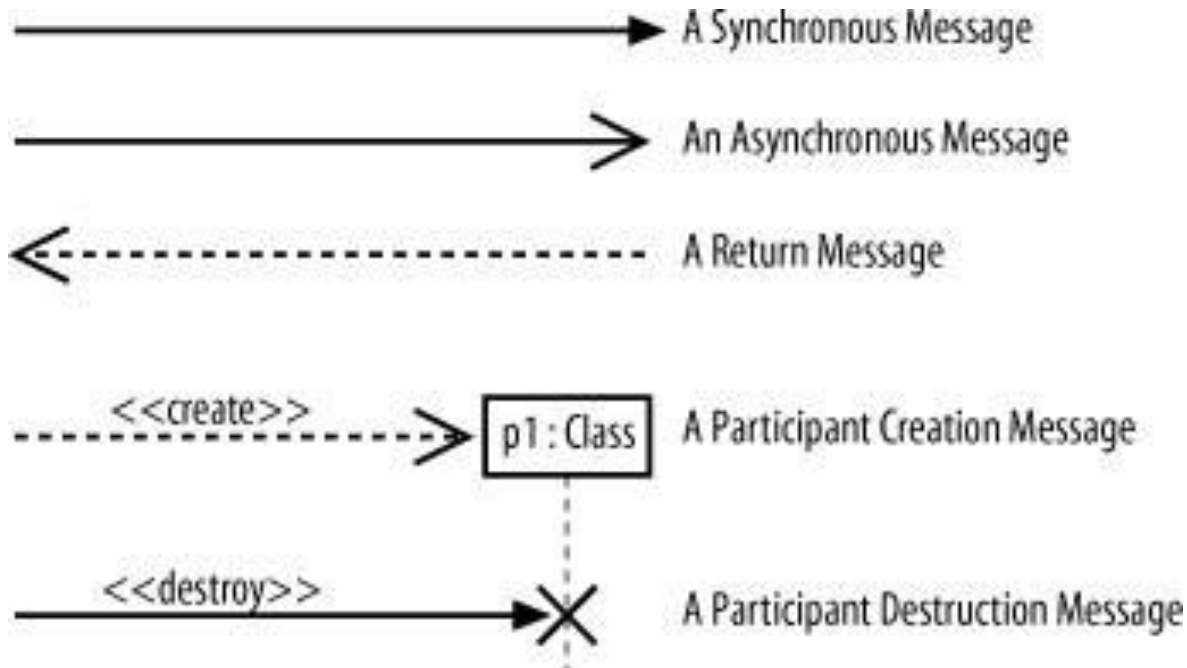 A Synchronous Message
An Asynchronous Message
A Return Message
<<create>>
p1 : Class
A Participant Creation Message
<<destroy>>
A Participant Destruction Message